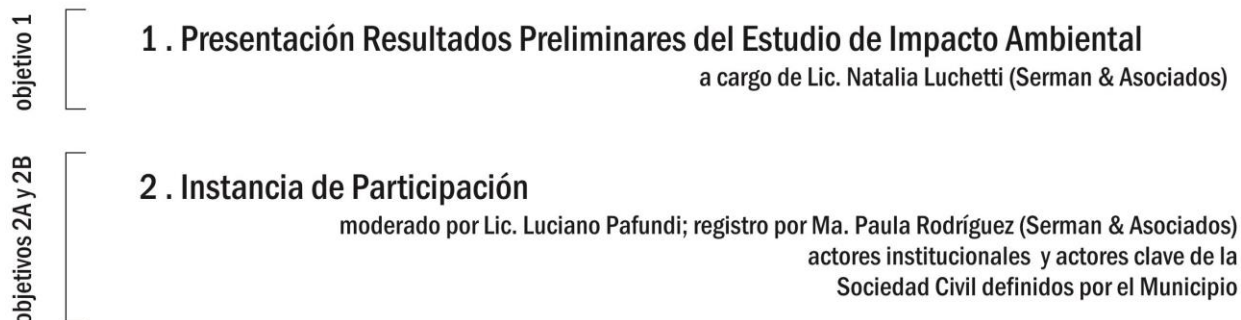 objetivo 1
1 . Presentación Resultados Preliminares del Estudio de Impacto Ambiental
a cargo de Lic. Natalia Luchetti (Serman & Asociados)
objetivos 2A y 2B
2 . Instancia de Participación
moderado por Lic. Luciano Pafundi; registro por Ma. Paula Rodríguez (Serman & Asociados)
actores institucionales y actores clave de la
Sociedad Civil definidos por el Municipio